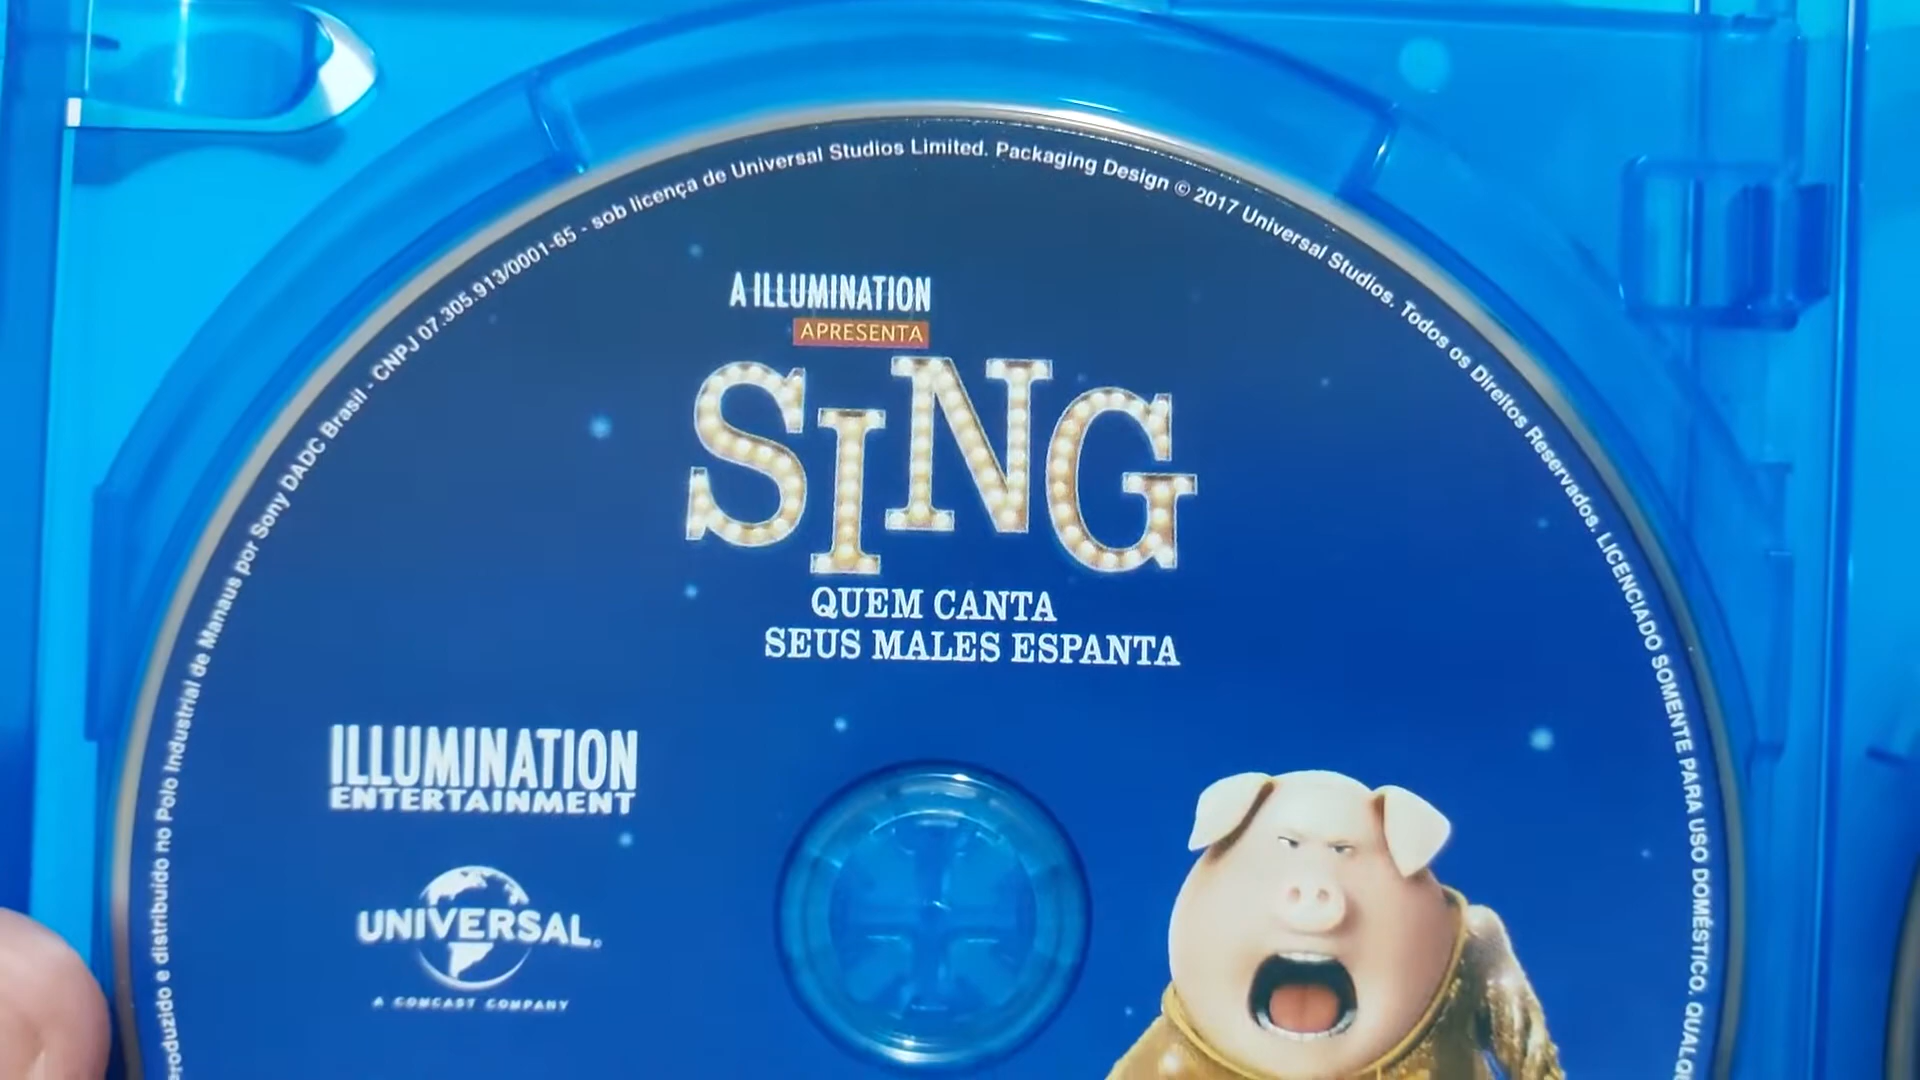 produzido e distribuído no Polo Industrial de Manaus por Sony DADC Brasil - CNPJ 07.305.913/0001-65 - sob licença de Universal Studios Limited. Packaging Design © 2017 Universal Studios. Todos os Direitos Reservados. LICENCIADO SOMENTE PARA USO DOMÉSTICO.
A ILLUMINATION
APRESENTA
SING
QUEM CANTA
SEUS MALES ESPANTA
ILLUMINATION
ENTERTAINMENT
UNIVERSAL
A COMCAST COMPANY